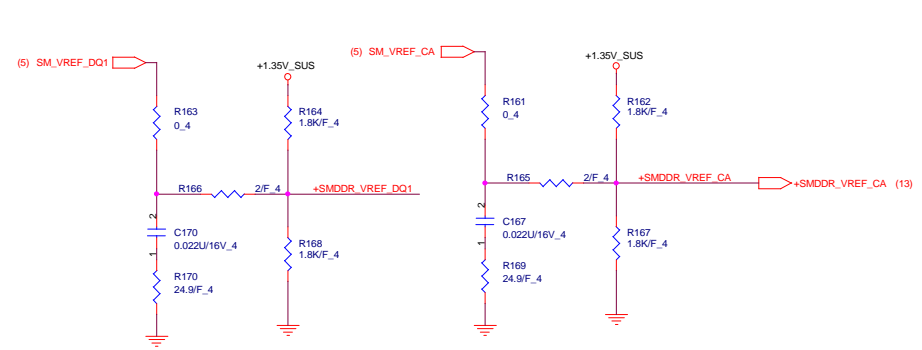 (5) SM_VREF_DQ1
+1.35V_SUS
R163
0_4
R164
1.8K/F_4
R166
2/F_4
+SMDDR_VREF_DQ1
2
C170
0.022U/16V_4
1
R168
1.8K/F_4
R170
24.9/F_4
(5) SM_VREF_CA
+1.35V_SUS
R161
0_4
R162
1.8K/F_4
R165
2/F_4
+SMDDR_VREF_CA
+SMDDR_VREF_CA (13)
2
C167
0.022U/16V_4
1
R167
1.8K/F_4
R169
24.9/F_4